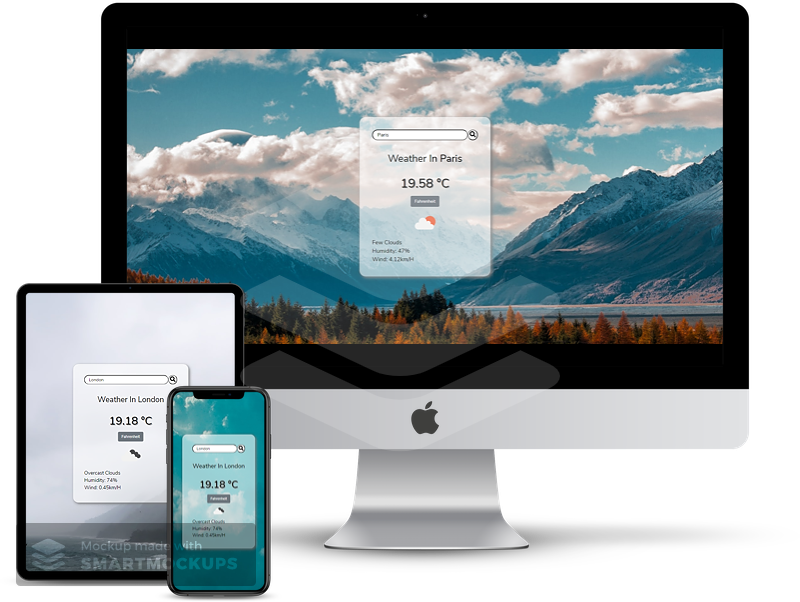 Paris
Weather In Paris
19.58 °C
Fahrenheit
Few Clouds
Humidity: 47%
Wind: 4.12km/H
London
Weather In London
19.18 °C
Fahrenheit
Overcast Clouds
Humidity: 74%
Wind: 0.45km/H
London
Weather In London
19.18 °C
Fahrenheit
Overcast Clouds
Humidity: 74%
Wind: 0.45km/H
Mockup made with
SMARTMOCKUPS